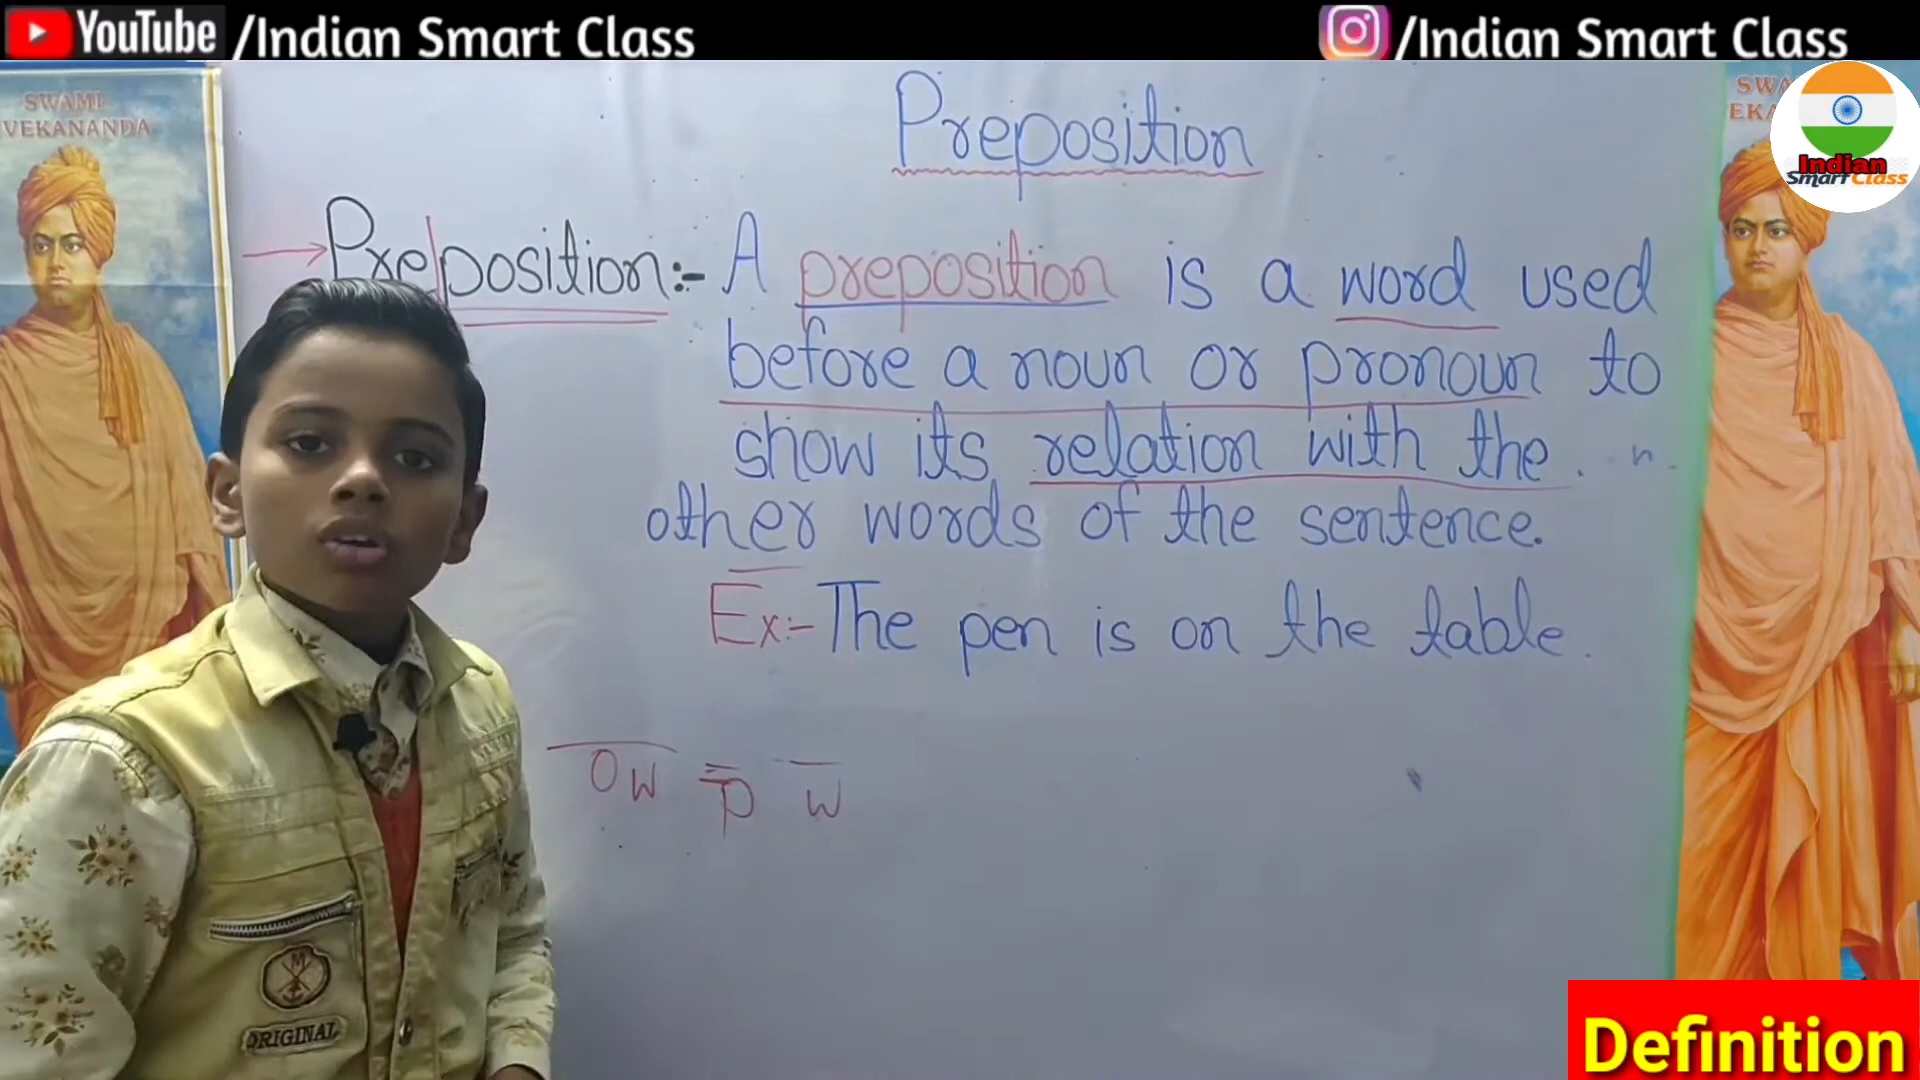 YouTube /Indian Smart Class
/Indian Smart Class
SWAMI
VEKANANDA
SWA
EKA
Indian
Smart Class
Preposition
Preposition:- A preposition is a word used
before a noun or pronoun to
show its relation with the
other words of the sentence.
Ex:- The pen is on the table.
OW P W
M
ORIGINAL
Definition